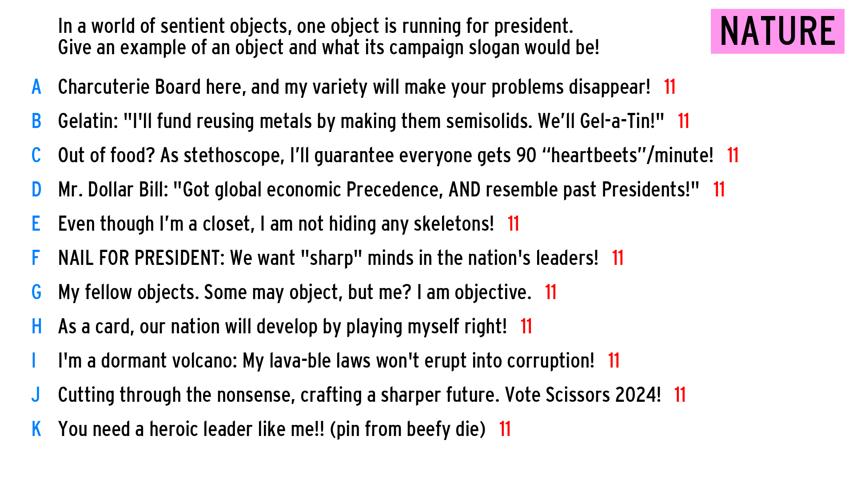 In a world of sentient objects, one object is running for president.
Give an example of an object and what its campaign slogan would be!
NATURE
A Charcuterie Board here, and my variety will make your problems disappear! 11
B Gelatin: "I'll fund reusing metals by making them semisolids. We'll Gel-a-Tin!" 11
C Out of food? As stethoscope, I'll guarantee everyone gets 90 “heartbeets”/minute! 11
D Mr. Dollar Bill: "Got global economic Precedence, AND resemble past Presidents!" 11
E Even though I'm a closet, I am not hiding any skeletons! 11
F NAIL FOR PRESIDENT: We want "sharp" minds in the nation's leaders! 11
G My fellow objects. Some may object, but me? I am objective. 11
H As a card, our nation will develop by playing myself right! 11
I I'm a dormant volcano: My lava-ble laws won't erupt into corruption! 11
J Cutting through the nonsense, crafting a sharper future. Vote Scissors 2024! 11
K You need a heroic leader like me!! (pin from beefy die) 11